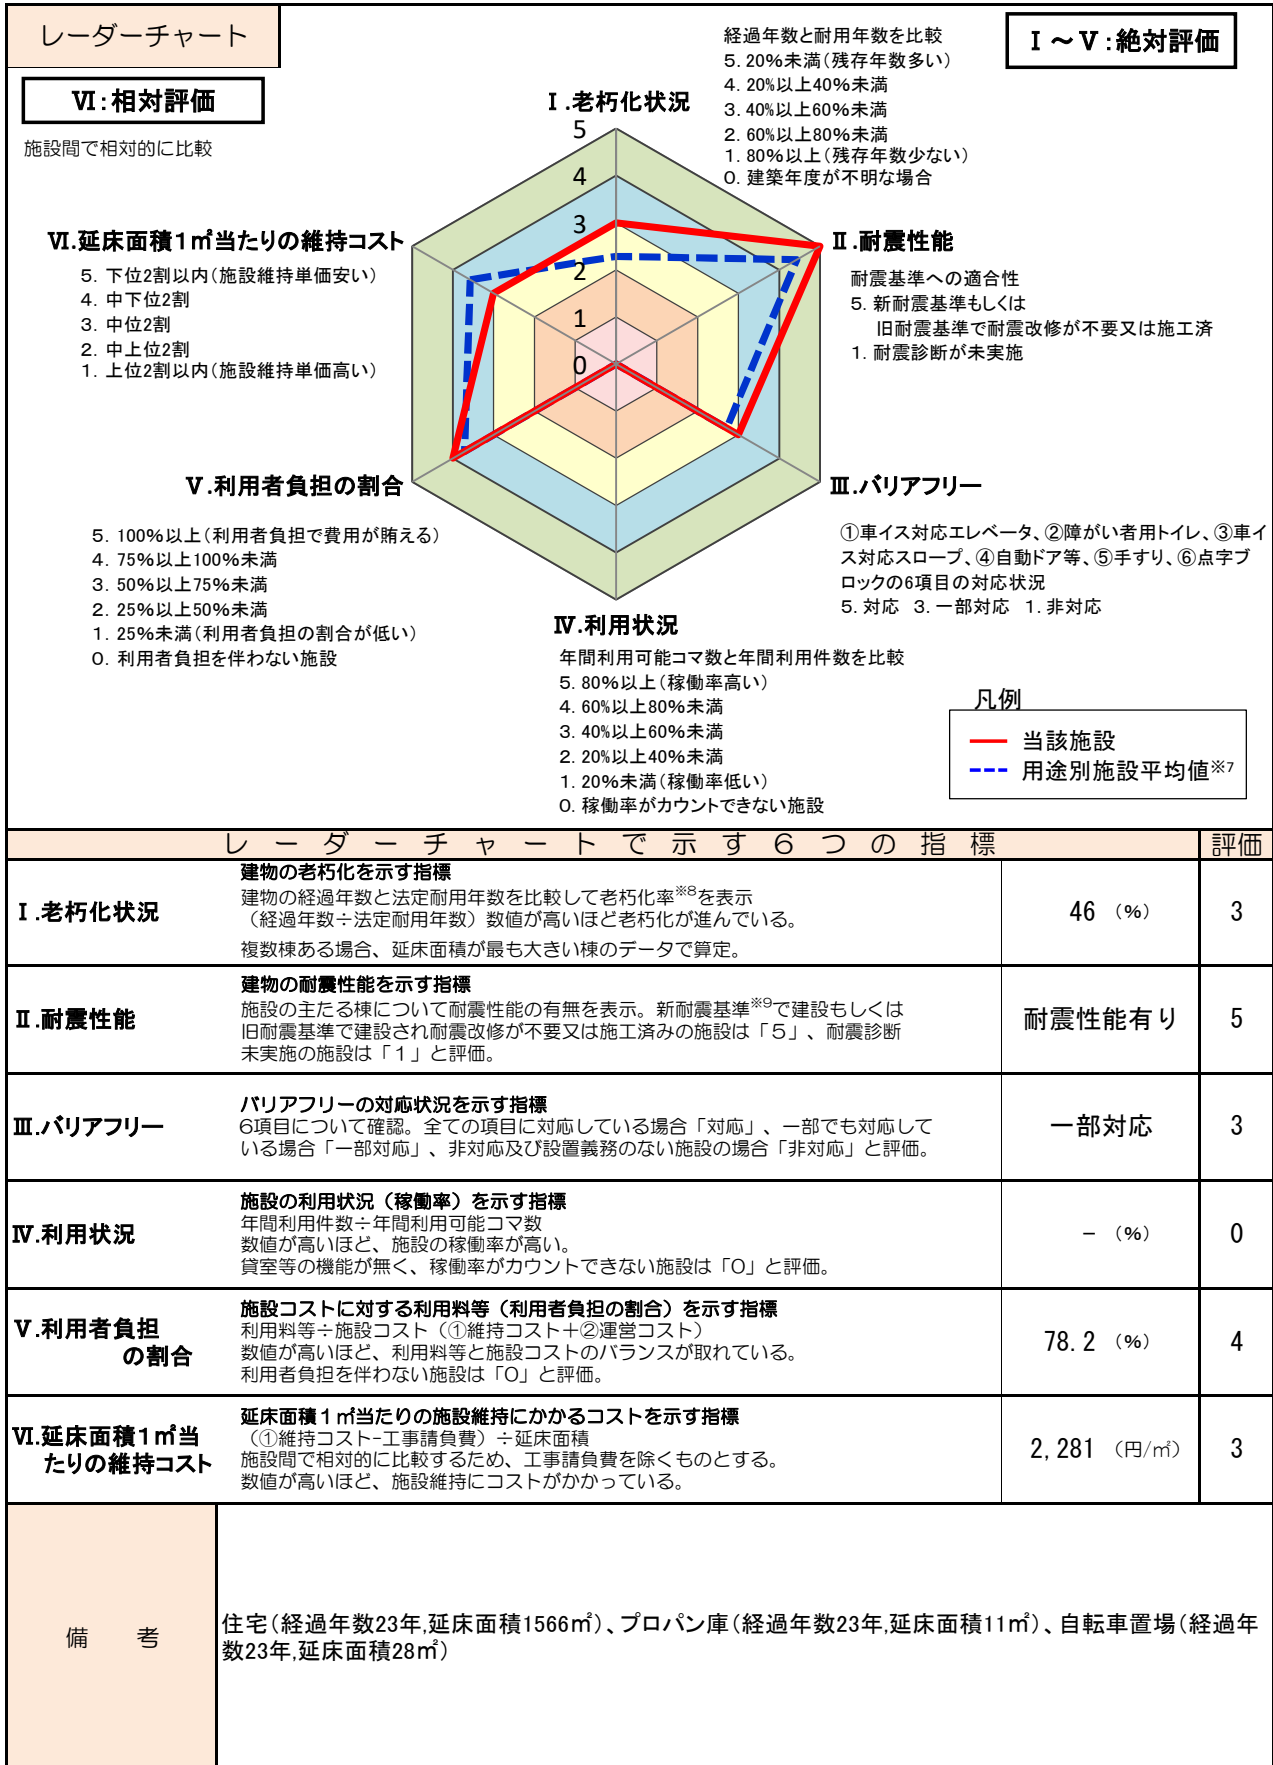 レーダーチャート
Ⅵ:相対評価
施設間で相対的に比較
Ⅰ～Ⅴ:絶対評価
経過年数と耐用年数を比較
5. 20%未満(残存年数多い)
4. 20%以上40%未満
3. 40%以上60%未満
2. 60%以上80%未満
1. 80%以上(残存年数少ない)
0. 建築年度が不明な場合
Ⅰ.老朽化状況
5
4
3
2
1
0
Ⅵ.延床面積1㎡当たりの維持コスト
5. 下位2割以内(施設維持単価安い)
4. 中下位2割
3. 中位2割
2. 中上位2割
1. 上位2割以内(施設維持単価高い)
Ⅱ.耐震性能
耐震基準への適合性
5. 新耐震基準もしくは
旧耐震基準で耐震改修が不要又は施工済
1. 耐震診断が未実施
Ⅴ.利用者負担の割合
5. 100%以上(利用者負担で費用が賄える)
4. 75%以上100%未満
3. 50%以上75%未満
2. 25%以上50%未満
1. 25%未満(利用者負担の割合が低い)
0. 利用者負担を伴わない施設
Ⅲ.バリアフリー
①車イス対応エレベータ、②障がい者用トイレ、③車イ
ス対応スロープ、④自動ドア等、⑤手すり、⑥点字ブ
ロックの6項目の対応状況
5. 対応 3. 一部対応 1. 非対応
Ⅳ.利用状況
年間利用可能コマ数と年間利用件数を比較
5. 80%以上(稼働率高い)
4. 60%以上80%未満
3. 40%以上60%未満
2. 20%以上40%未満
1. 20%未満(稼働率低い)
0. 稼働率がカウントできない施設
凡例
当該施設
用途別施設平均値※7
レーダーチャートで示す6つの指標 評価
Ⅰ.老朽化状況
建物の老朽化を示す指標
建物の経過年数と法定耐用年数を比較して老朽化率※8を表示
(経過年数÷法定耐用年数)数値が高いほど老朽化が進んでいる。
複数棟ある場合、延床面積が最も大きい棟のデータで算定。
46 (%) 3
Ⅱ.耐震性能
建物の耐震性能を示す指標
施設の主たる棟について耐震性能の有無を表示。新耐震基準※9で建設もしくは
旧耐震基準で建設され耐震改修が不要又は施工済みの施設は「5」、耐震診断
未実施の施設は「1」と評価。
耐震性能有り 5
Ⅲ.バリアフリー
バリアフリーの対応状況を示す指標
6項目について確認。全ての項目に対応している場合「対応」、一部でも対応して
いる場合「一部対応」、非対応及び設置義務のない施設の場合「非対応」と評価。
一部対応 3
Ⅳ.利用状況
施設の利用状況(稼働率)を示す指標
年間利用件数÷年間利用可能コマ数
数値が高いほど、施設の稼働率が高い。
貸室等の機能が無く、稼働率がカウントできない施設は「0」と評価。
－ (%) 0
Ⅴ.利用者負担
の割合
施設コストに対する利用料等(利用者負担の割合)を示す指標
利用料等÷施設コスト(①維持コスト+②運営コスト)
数値が高いほど、利用料等と施設コストのバランスが取れている。
利用者負担を伴わない施設は「0」と評価。
78.2 (%) 4
Ⅵ.延床面積1㎡当
たりの維持コスト
延床面積1㎡当たりの施設維持にかかるコストを示す指標
(①維持コスト-工事請負費)÷延床面積
施設間で相対的に比較するため、工事請負費を除くものとする。
数値が高いほど、施設維持にコストがかかっている。
2,281 (円/㎡) 3
備 考
住宅(経過年数23年,延床面積1566㎡)、プロパン庫(経過年数23年,延床面積11㎡)、自転車置場(経過年
数23年,延床面積28㎡)